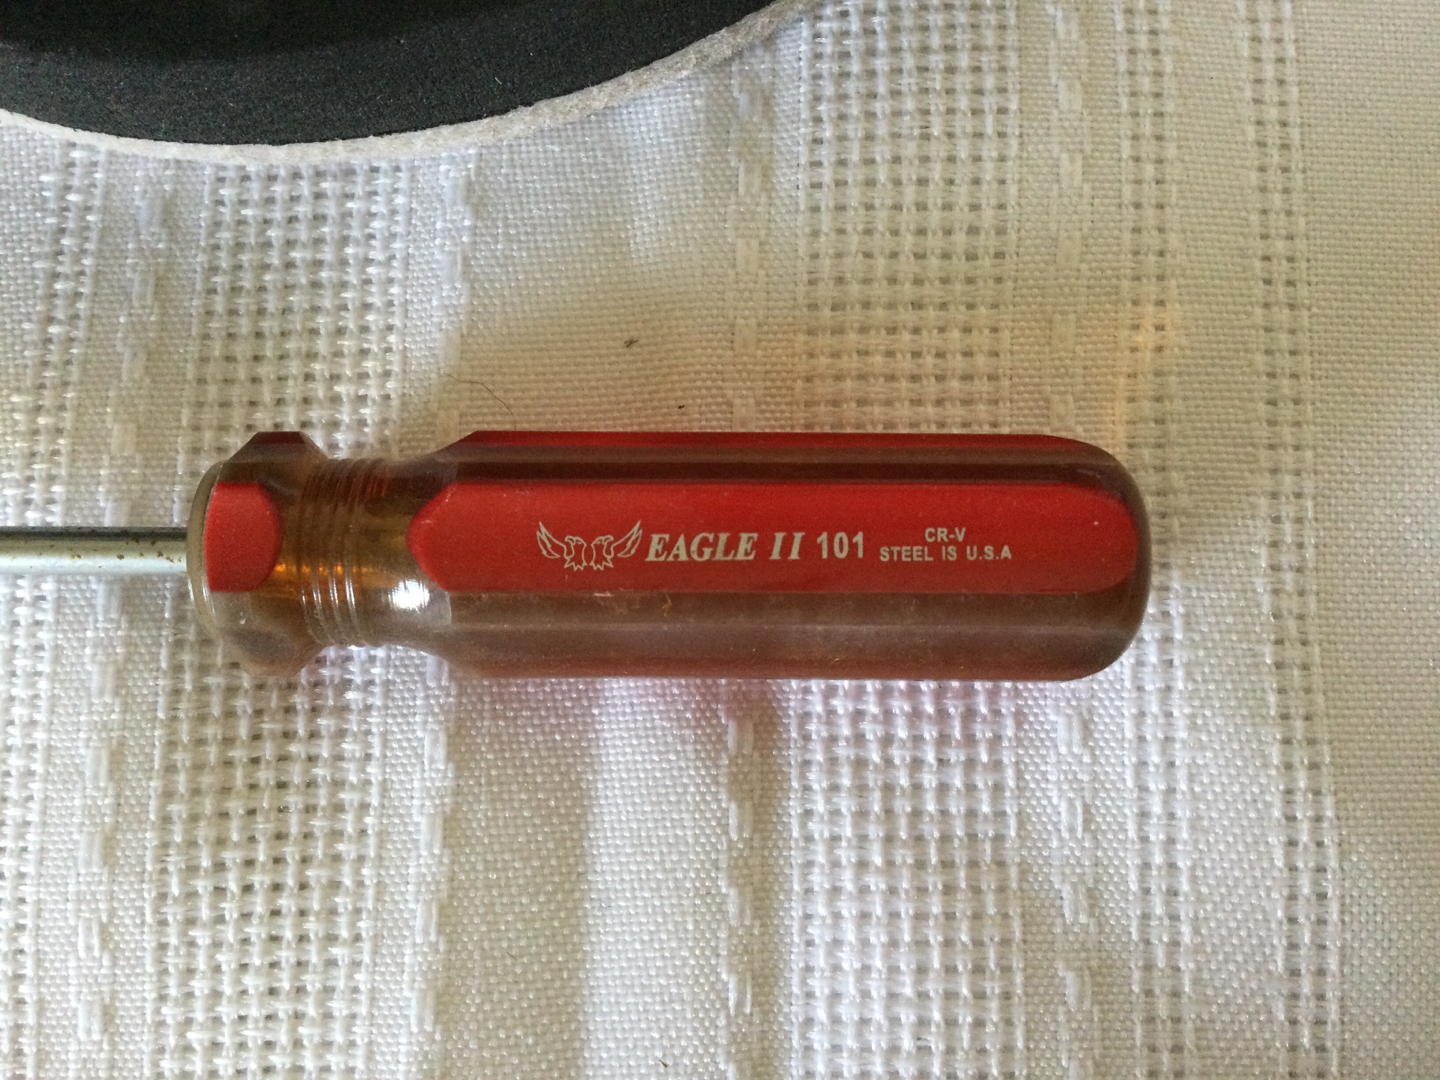 EAGLE II 101
CR-V
STEEL IS U.S.A